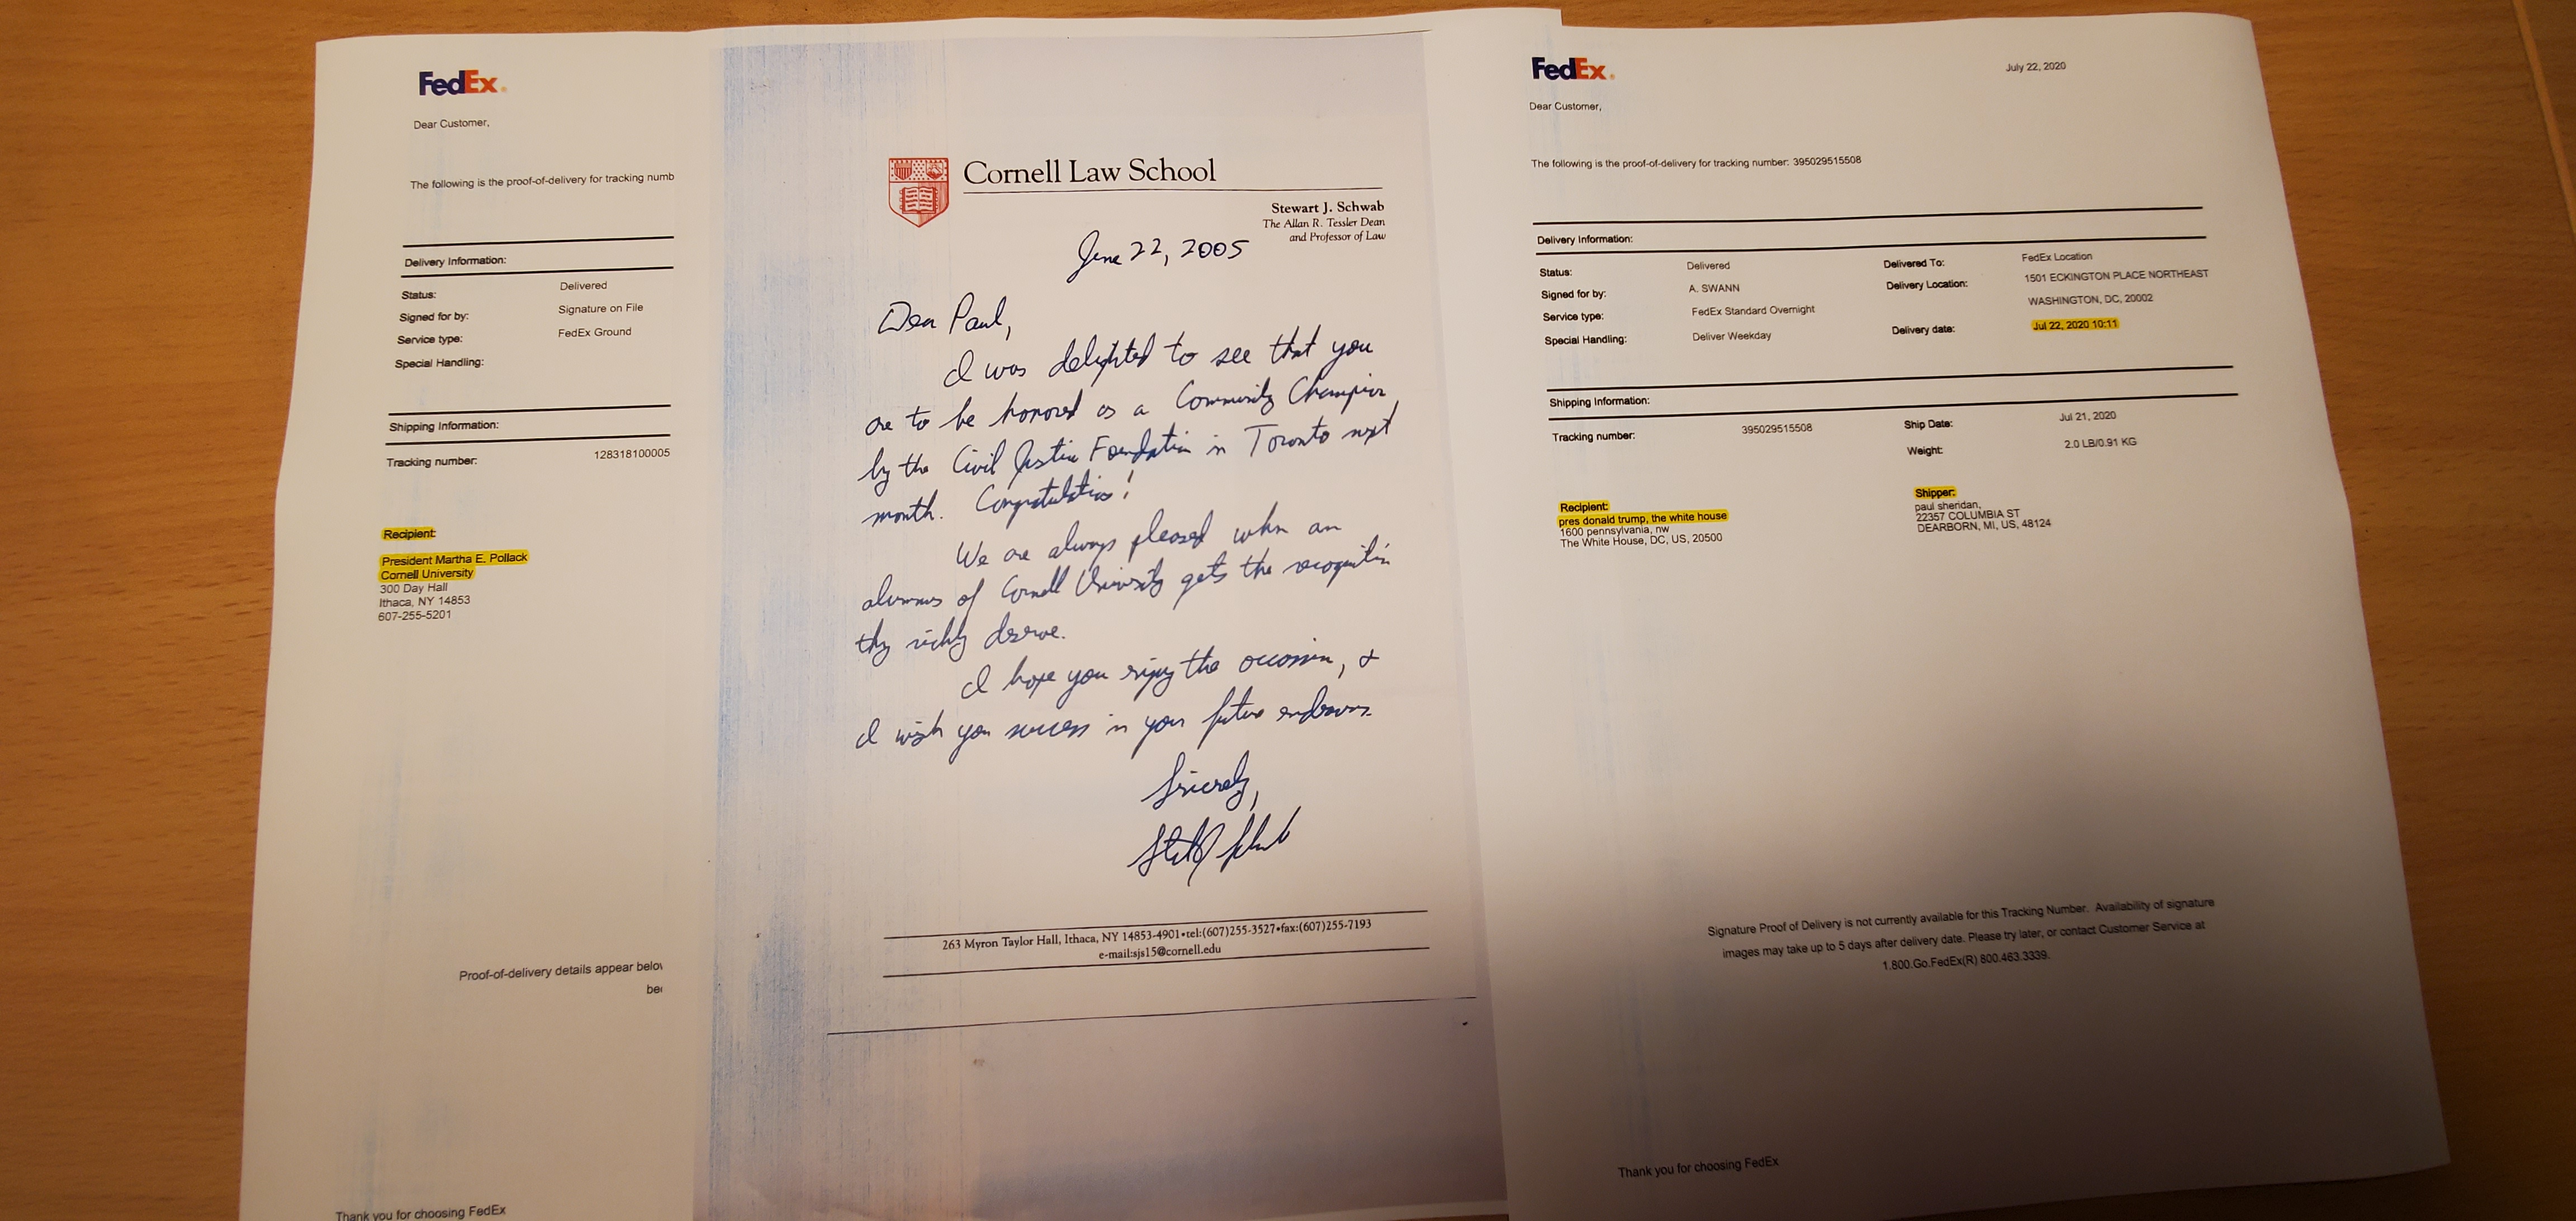 FedEx®
Dear Customer,
The following is the proof-of-delivery for tracking numb
Delivery Information:
Status: Delivered
Signed for by: Signature on File
Service type: FedEx Ground
Special Handling:
Shipping Information:
Tracking number: 128318100005
Recipient:
President Martha E. Pollack
Cornell University
300 Day Hall
Ithaca, NY 14853
607-255-5201
Proof-of-delivery details appear below
Thank you for choosing FedEx
Cornell Law School
Stewart J. Schwab
The Allan R. Tessler Dean
and Professor of Law
June 22, 2005
Dear Paul,
I was delighted to see that you
are to be honored as a Community Champion
by the Civil Justice Foundation in Toronto next
month. Congratulations!
We are always pleased when an
alumnus of Cornell University gets the recognition
they richly deserve.
I hope you enjoy the occasion, &
I wish you success in your future endeavors.
Sincerely,
263 Myron Taylor Hall, Ithaca, NY 14853-4901•tel:(607)255-3527•fax:(607)255-7193
e-mail:sjs15@cornell.edu
FedEx®
July 22, 2020
Dear Customer,
The following is the proof-of-delivery for tracking number: 395029515508
Delivery Information:
Status: Delivered Delivered To: FedEx Location
Signed for by: A. SWANN Delivery Location: 1501 ECKINGTON PLACE NORTHEAST
Service type: FedEx Standard Overnight WASHINGTON, DC, 20002
Special Handling: Deliver Weekday Delivery date: Jul 22, 2020 10:11
Shipping Information:
Tracking number: 395029515508 Ship Date: Jul 21, 2020
Weight: 2.0 LB/0.91 KG
Recipient: Shipper:
pres donald trump, the white house paul sheridan,
1600 pennsylvania, nw 22357 COLUMBIA ST
The White House, DC, US, 20500 DEARBORN, MI, US, 48124
Signature Proof of Delivery is not currently available for this Tracking Number. Availability of signature
images may take up to 5 days after delivery date. Please try later, or contact Customer Service at
1.800.Go.FedEx(R) 800.463.3339.
Thank you for choosing FedEx